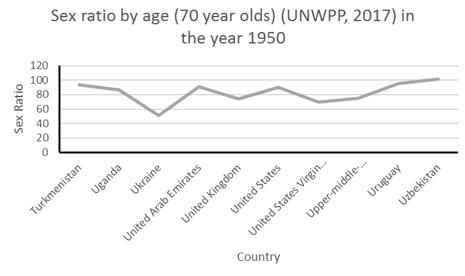 Sex ratio by age (70 year olds) (UNWPP, 2017) in
the year 1950
120
100
80
60
40
20
0
Sex Ratio
Turkmenistan
Uganda
Ukraine
United Arab Emirates
United Kingdom
United States
United States Virgin...
Upper-middle-...
Uruguay
Uzbekistan
Country